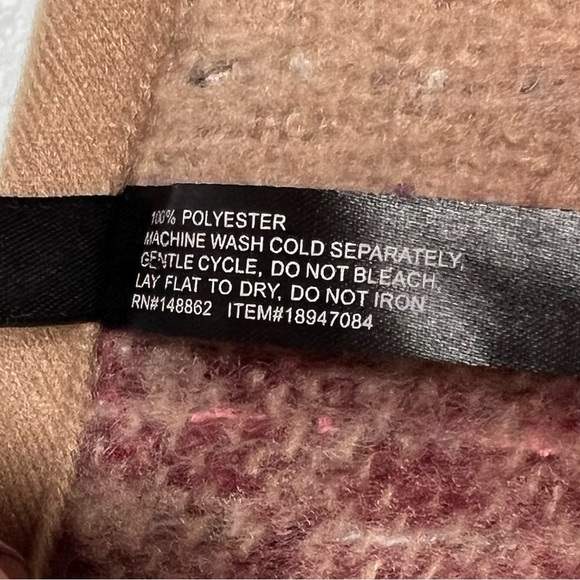 100% POLYESTER
MACHINE WASH COLD SEPARATELY,
GENTLE CYCLE, DO NOT BLEACH,
LAY FLAT TO DRY, DO NOT IRON
RN#148862 ITEM#18947084